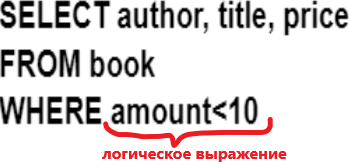 SELECT author, title, price
FROM book
WHERE amount<10
логическое выражение